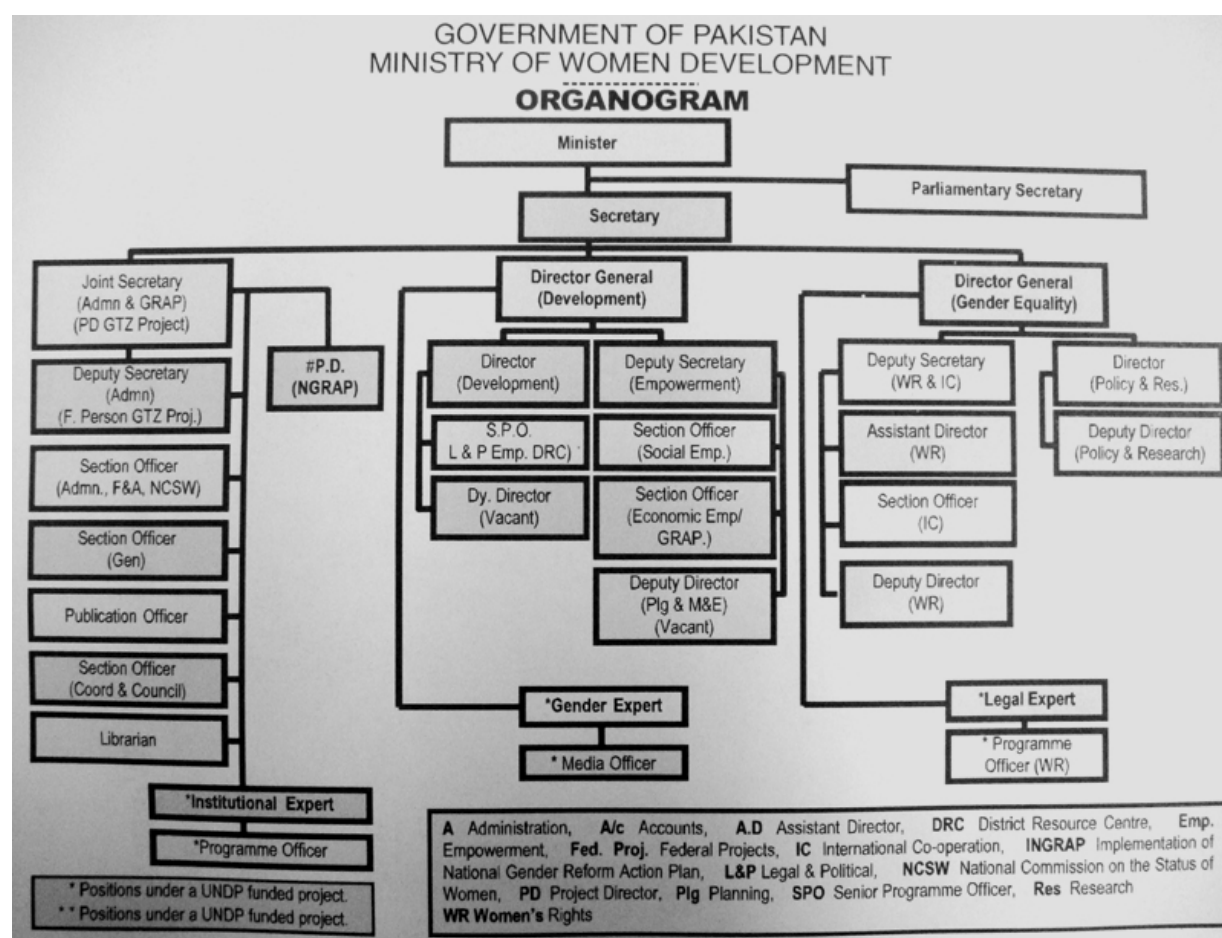 GOVERNMENT OF PAKISTAN
MINISTRY OF WOMEN DEVELOPMENT
ORGANOGRAM
Minister
Parliamentary Secretary
Secretary
Joint Secretary
(Admn & GRAP)
(PD GTZ Project)
Deputy Secretary
(Admn)
(F. Person GTZ Proj.)
Section Officer
(Admn., F&A, NCSW)
Section Officer
(Gen)
Publication Officer
Section Officer
(Coord & Council)
Librarian
*Institutional Expert
*Programme Officer
#P.D.
(NGRAP)
Director General
(Development)
Director
(Development)
S.P.O.
L & P Emp. DRC)
Dy. Director
(Vacant)
Deputy Secretary
(Empowerment)
Section Officer
(Social Emp.)
Section Officer
(Economic Emp/
GRAP.)
Deputy Director
(Plg & M&E)
(Vacant)
*Gender Expert
* Media Officer
Director General
(Gender Equality)
Deputy Secretary
(WR & IC)
Assistant Director
(WR)
Section Officer
(IC)
Deputy Director
(WR)
Director
(Policy & Res.)
Deputy Director
(Policy & Research)
*Legal Expert
* Programme
Officer (WR)
* Positions under a UNDP funded project.
* * Positions under a UNDP funded project.
A Administration, A/c Accounts, A.D Assistant Director, DRC District Resource Centre, Emp.
Empowerment, Fed. Proj. Federal Projects, IC International Co-operation, INGRAP Implementation of
National Gender Reform Action Plan, L&P Legal & Political, NCSW National Commission on the Status of
Women, PD Project Director, Plg Planning, SPO Senior Programme Officer, Res Research
WR Women's Rights